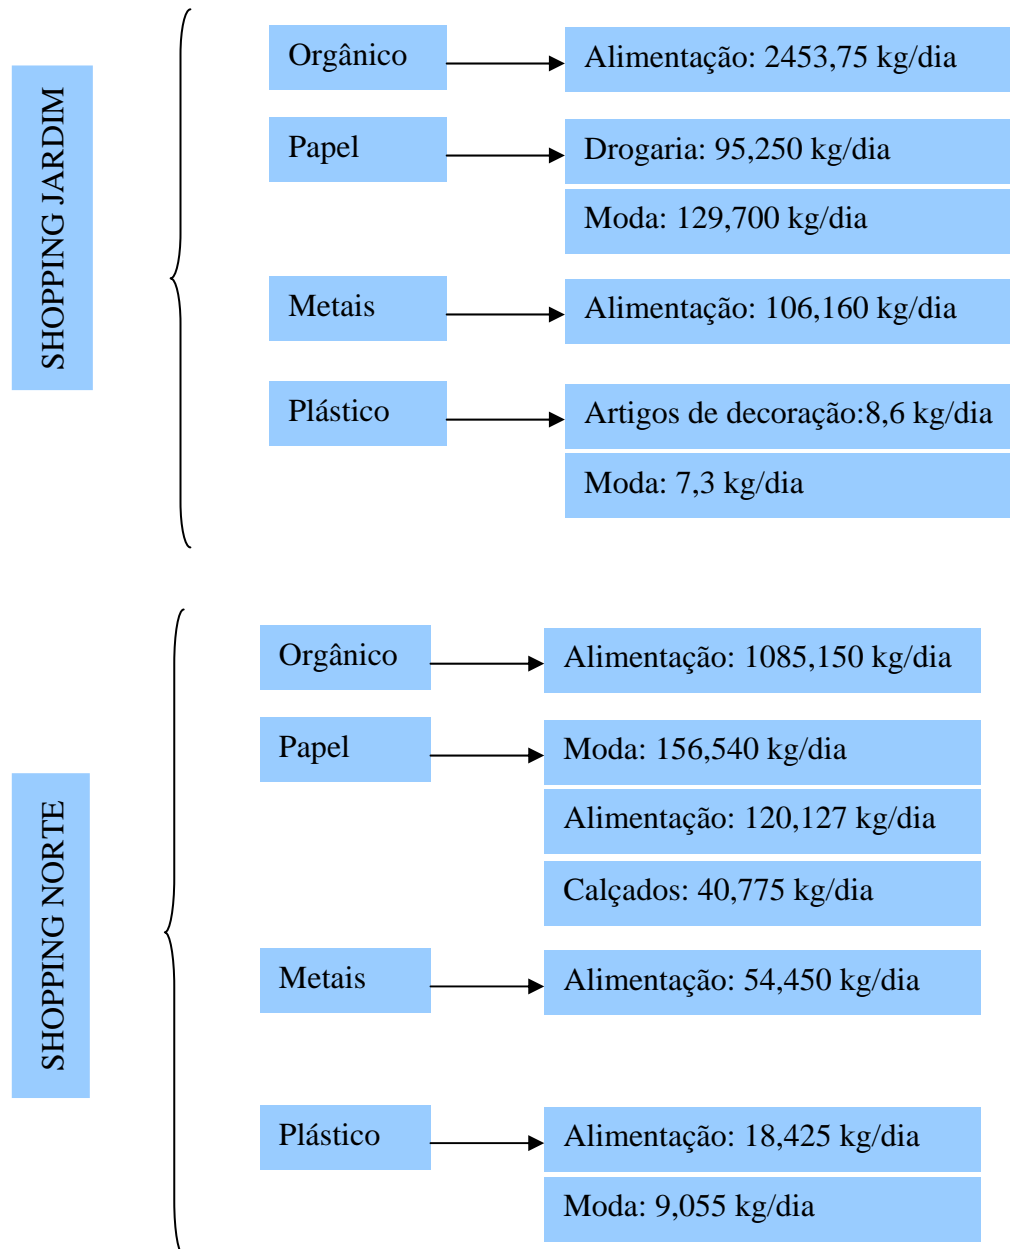 SHOPPING JARDIM
Orgânico
Alimentação: 2453,75 kg/dia
Papel
Drogaria: 95,250 kg/dia
Moda: 129,700 kg/dia
Metais
Alimentação: 106,160 kg/dia
Plástico
Artigos de decoração:8,6 kg/dia
Moda: 7,3 kg/dia
SHOPPING NORTE
Orgânico
Alimentação: 1085,150 kg/dia
Papel
Moda: 156,540 kg/dia
Alimentação: 120,127 kg/dia
Calçados: 40,775 kg/dia
Metais
Alimentação: 54,450 kg/dia
Plástico
Alimentação: 18,425 kg/dia
Moda: 9,055 kg/dia